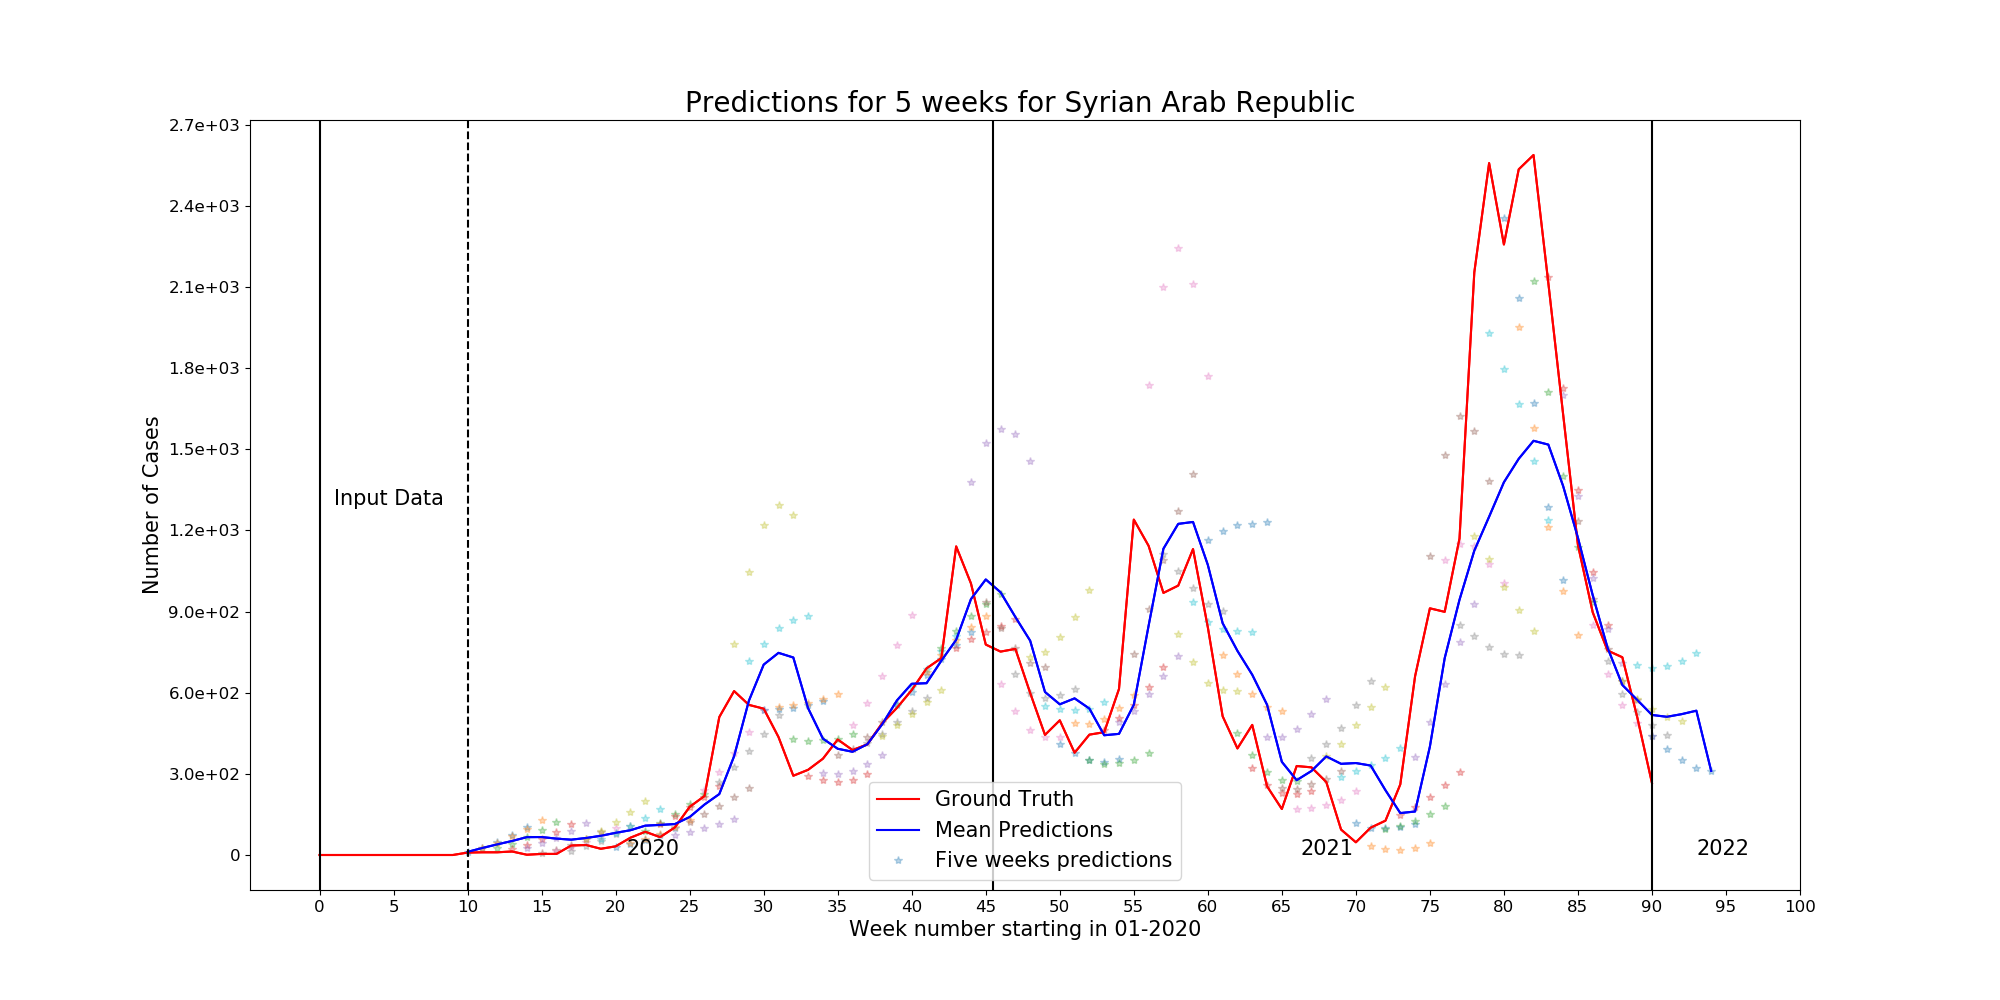 Predictions for 5 weeks for Syrian Arab Republic
2.7e+03
2.4e+03
2.1e+03
1.8e+03
1.5e+03
1.2e+03
9.0e+02
6.0e+02
3.0e+02
0
Number of Cases
Input Data
2020
2021
2022
Ground Truth
Mean Predictions
Five weeks predictions
0 5 10 15 20 25 30 35 40 45 50 55 60 65 70 75 80 85 90 95 100
Week number starting in 01-2020